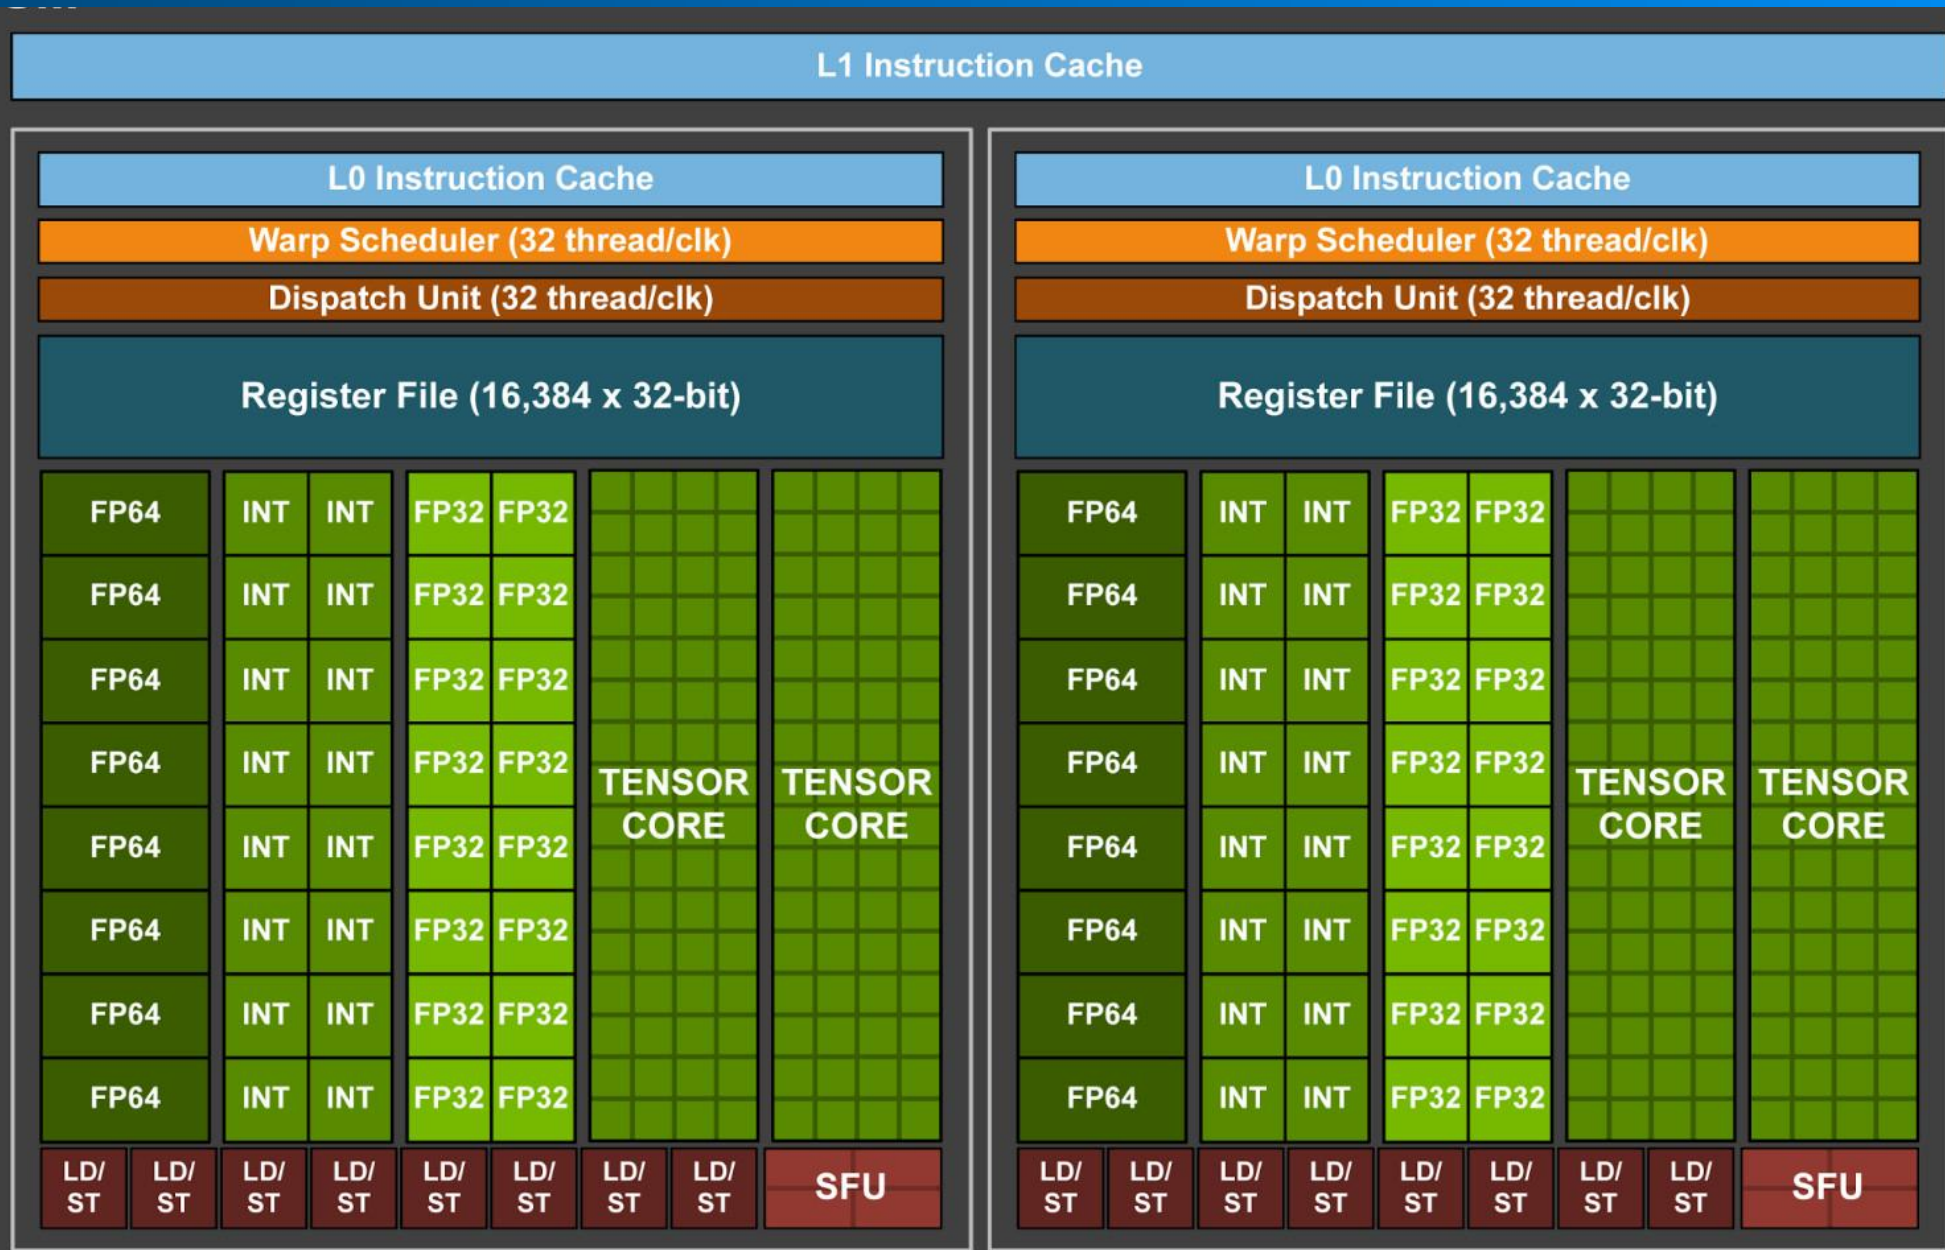 L1 Instruction Cache
L0 Instruction Cache
Warp Scheduler (32 thread/clk)
Dispatch Unit (32 thread/clk)
Register File (16,384 x 32-bit)
FP64 INT INT FP32 FP32
FP64 INT INT FP32 FP32
FP64 INT INT FP32 FP32
FP64 INT INT FP32 FP32
FP64 INT INT FP32 FP32
FP64 INT INT FP32 FP32
FP64 INT INT FP32 FP32
FP64 INT INT FP32 FP32
TENSOR TENSOR
CORE CORE
LD/ LD/ LD/ LD/ LD/ LD/ LD/ LD/
ST ST ST ST ST ST ST ST
SFU
L0 Instruction Cache
Warp Scheduler (32 thread/clk)
Dispatch Unit (32 thread/clk)
Register File (16,384 x 32-bit)
FP64 INT INT FP32 FP32
FP64 INT INT FP32 FP32
FP64 INT INT FP32 FP32
FP64 INT INT FP32 FP32
FP64 INT INT FP32 FP32
FP64 INT INT FP32 FP32
FP64 INT INT FP32 FP32
FP64 INT INT FP32 FP32
TENSOR TENSOR
CORE CORE
LD/ LD/ LD/ LD/ LD/ LD/ LD/ LD/
ST ST ST ST ST ST ST ST
SFU